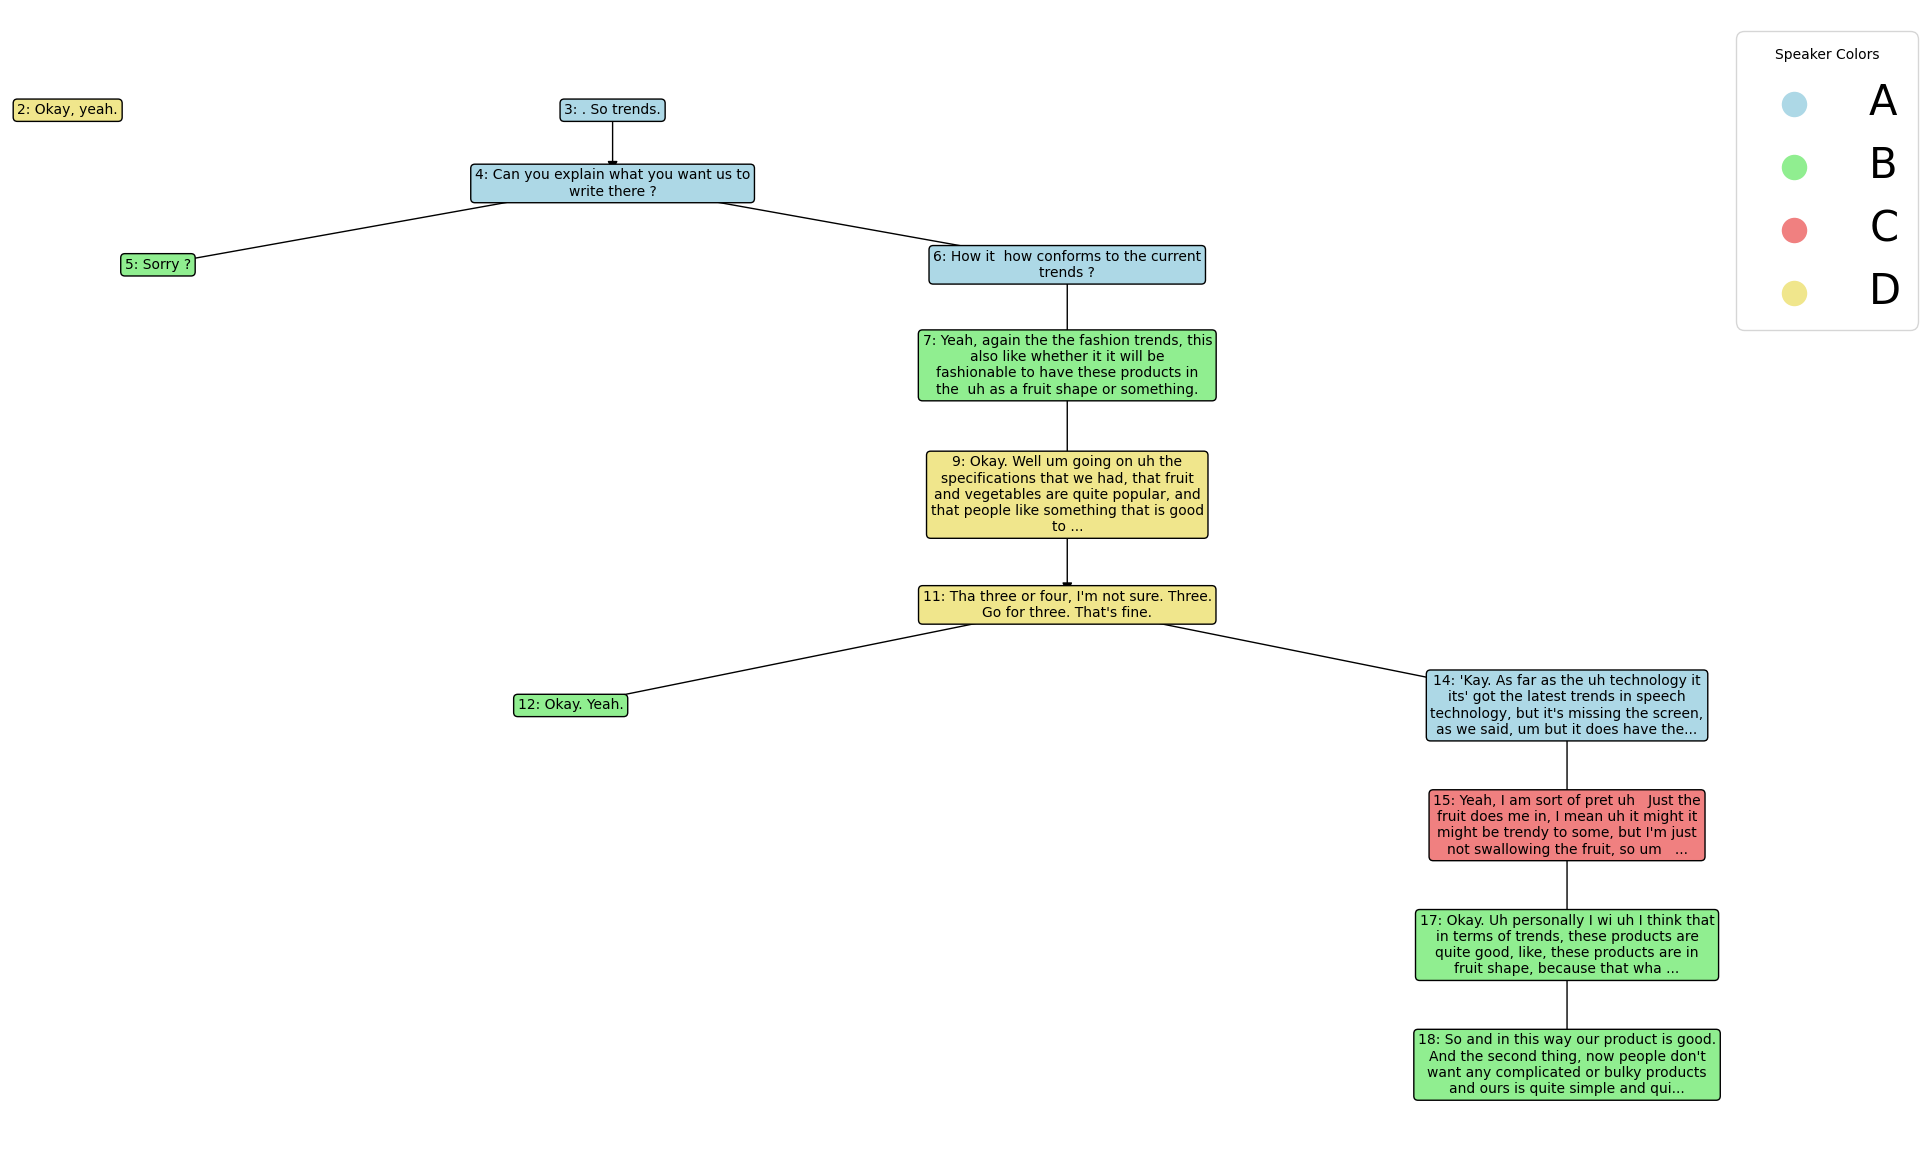 2: Okay, yeah.
3: . So trends.
4: Can you explain what you want us to
write there ?
5: Sorry ?
6: How it  how conforms to the current
trends ?
7: Yeah, again the the fashion trends, this
also like whether it it will be
fashionable to have these products in
the  uh as a fruit shape or something.
9: Okay. Well um going on uh the
specifications that we had, that fruit
and vegetables are quite popular, and
that people like something that is good
to ...
11: Tha three or four, I'm not sure. Three.
Go for three. That's fine.
12: Okay. Yeah.
14: 'Kay. As far as the uh technology it
its' got the latest trends in speech
technology, but it's missing the screen,
as we said, um but it does have the...
15: Yeah, I am sort of pret uh   Just the
fruit does me in, I mean uh it might it
might be trendy to some, but I'm just
not swallowing the fruit, so um   ...
17: Okay. Uh personally I wi uh I think that
in terms of trends, these products are
quite good, like, these products are in
fruit shape, because that wha ...
18: So and in this way our product is good.
And the second thing, now people don't
want any complicated or bulky products
and ours is quite simple and qui...
Speaker Colors
A
B
C
D